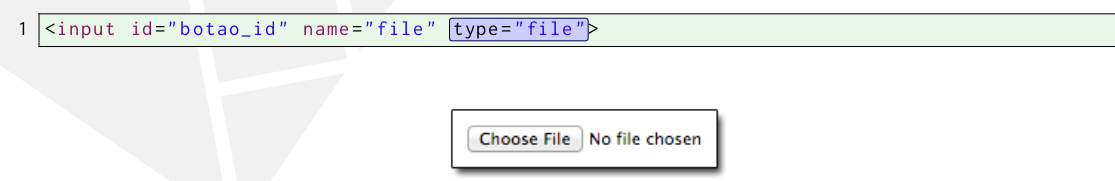 1 <input id="botao_id" name="file" type="file">
Choose File No file chosen